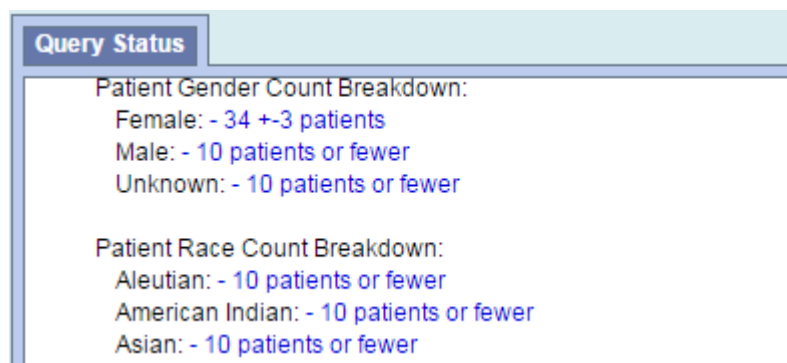 Query Status
Patient Gender Count Breakdown:
Female: - 34 +-3 patients
Male: - 10 patients or fewer
Unknown: - 10 patients or fewer
Patient Race Count Breakdown:
Aleutian: - 10 patients or fewer
American Indian: - 10 patients or fewer
Asian: - 10 patients or fewer